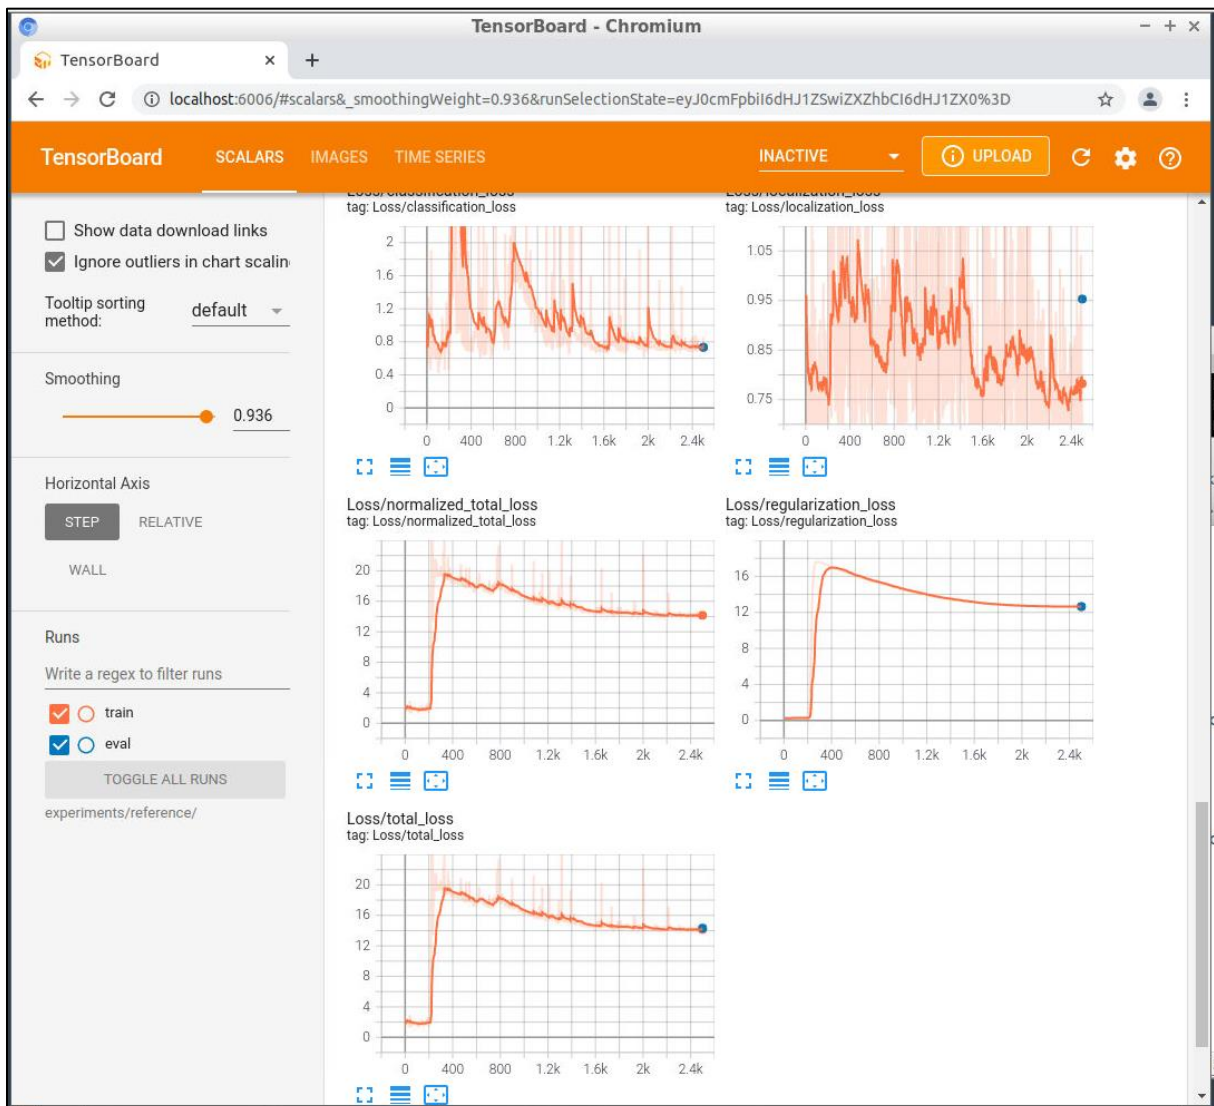 TensorBoard - Chromium
TensorBoard
localhost:6006/#scalars&_smoothingWeight=0.936&runSelectionState=eyJ0cmFpbiI6dHJ1ZSwiZXZhbCI6dHJ1ZX0%3D
TensorBoard SCALARS IMAGES TIME SERIES INACTIVE UPLOAD
Show data download links
Ignore outliers in chart scalin
Tooltip sorting
method: default
Smoothing
0.936
Horizontal Axis
STEP RELATIVE
WALL
Runs
Write a regex to filter runs
train
eval
TOGGLE ALL RUNS
experiments/reference/
Loss/classification_loss
tag: Loss/classification_loss
2
1.6
1.2
0.8
0.4
0
0 400 800 1.2k 1.6k 2k 2.4k
Loss/localization_loss
tag: Loss/localization_loss
1.05
0.95
0.85
0.75
0 400 800 1.2k 1.6k 2k 2.4k
Loss/normalized_total_loss
tag: Loss/normalized_total_loss
20
16
12
8
4
0
0 400 800 1.2k 1.6k 2k 2.4k
Loss/regularization_loss
tag: Loss/regularization_loss
16
12
8
4
0
0 400 800 1.2k 1.6k 2k 2.4k
Loss/total_loss
tag: Loss/total_loss
20
16
12
8
4
0
0 400 800 1.2k 1.6k 2k 2.4k